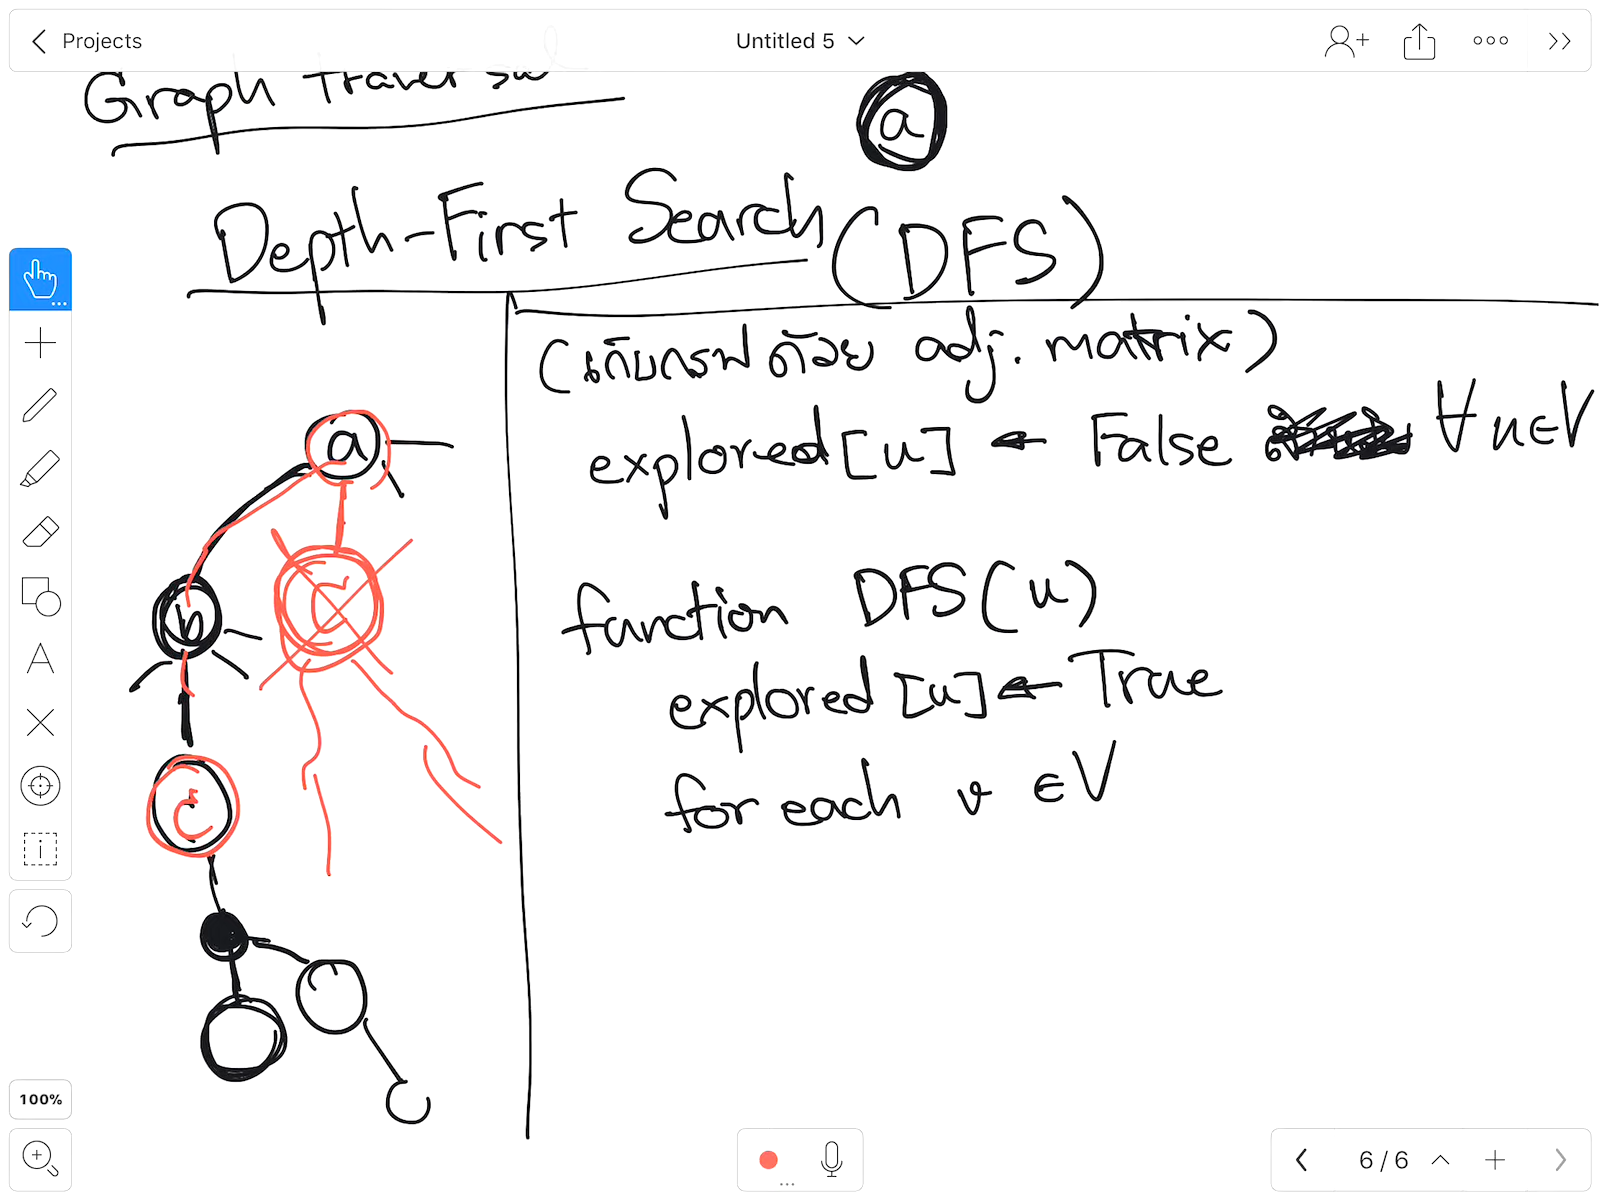 Projects
Untitled 5
Graph traversal
a
Depth-First Search (DFS)
(เก็บกราฟด้วย adj. matrix)
explored [u] ← False ∀ u∈V
a
b
c
c
function DFS(u)
explored [u] ← True
for each v ∈V
A
i
100%
6 / 6